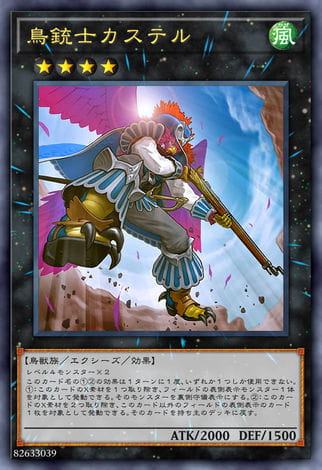 鳥銃士カステル
風
【鳥獣族/エクシーズ/効果】
レベル4モンスター×2
このカード名の①②の効果は1ターンに1度、いずれか1つしか使用できない。
①:このカードのX素材を1つ取り除き、フィールドの表側表示モンスター1体
を対象として発動できる。そのモンスターを裏側守備表示にする。②:このカー
ドのX素材を2つ取り除き、このカード以外のフィールドの表側表示のカード
1枚を対象として発動できる。そのカードを持ち主のデッキに戻す。
ATK/2000 DEF/1500
82633039